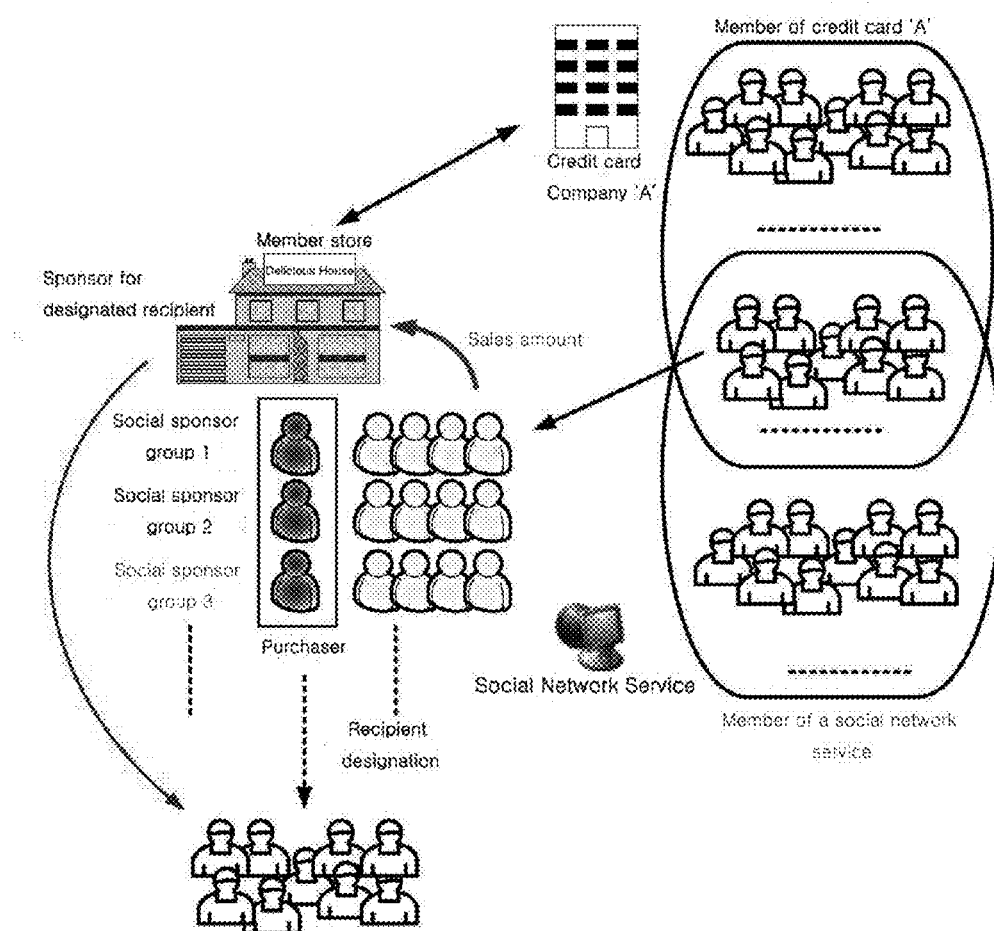 Member of credit card 'A'
Credit card
Company 'A'
Member store
Delicious House
Sponsor for
designated recipient
Sales amount
Social sponsor
group 1
Social sponsor
group 2
Social sponsor
group 3
Purchaser
Social Network Service
Recipient
designation
Member of a social network
service